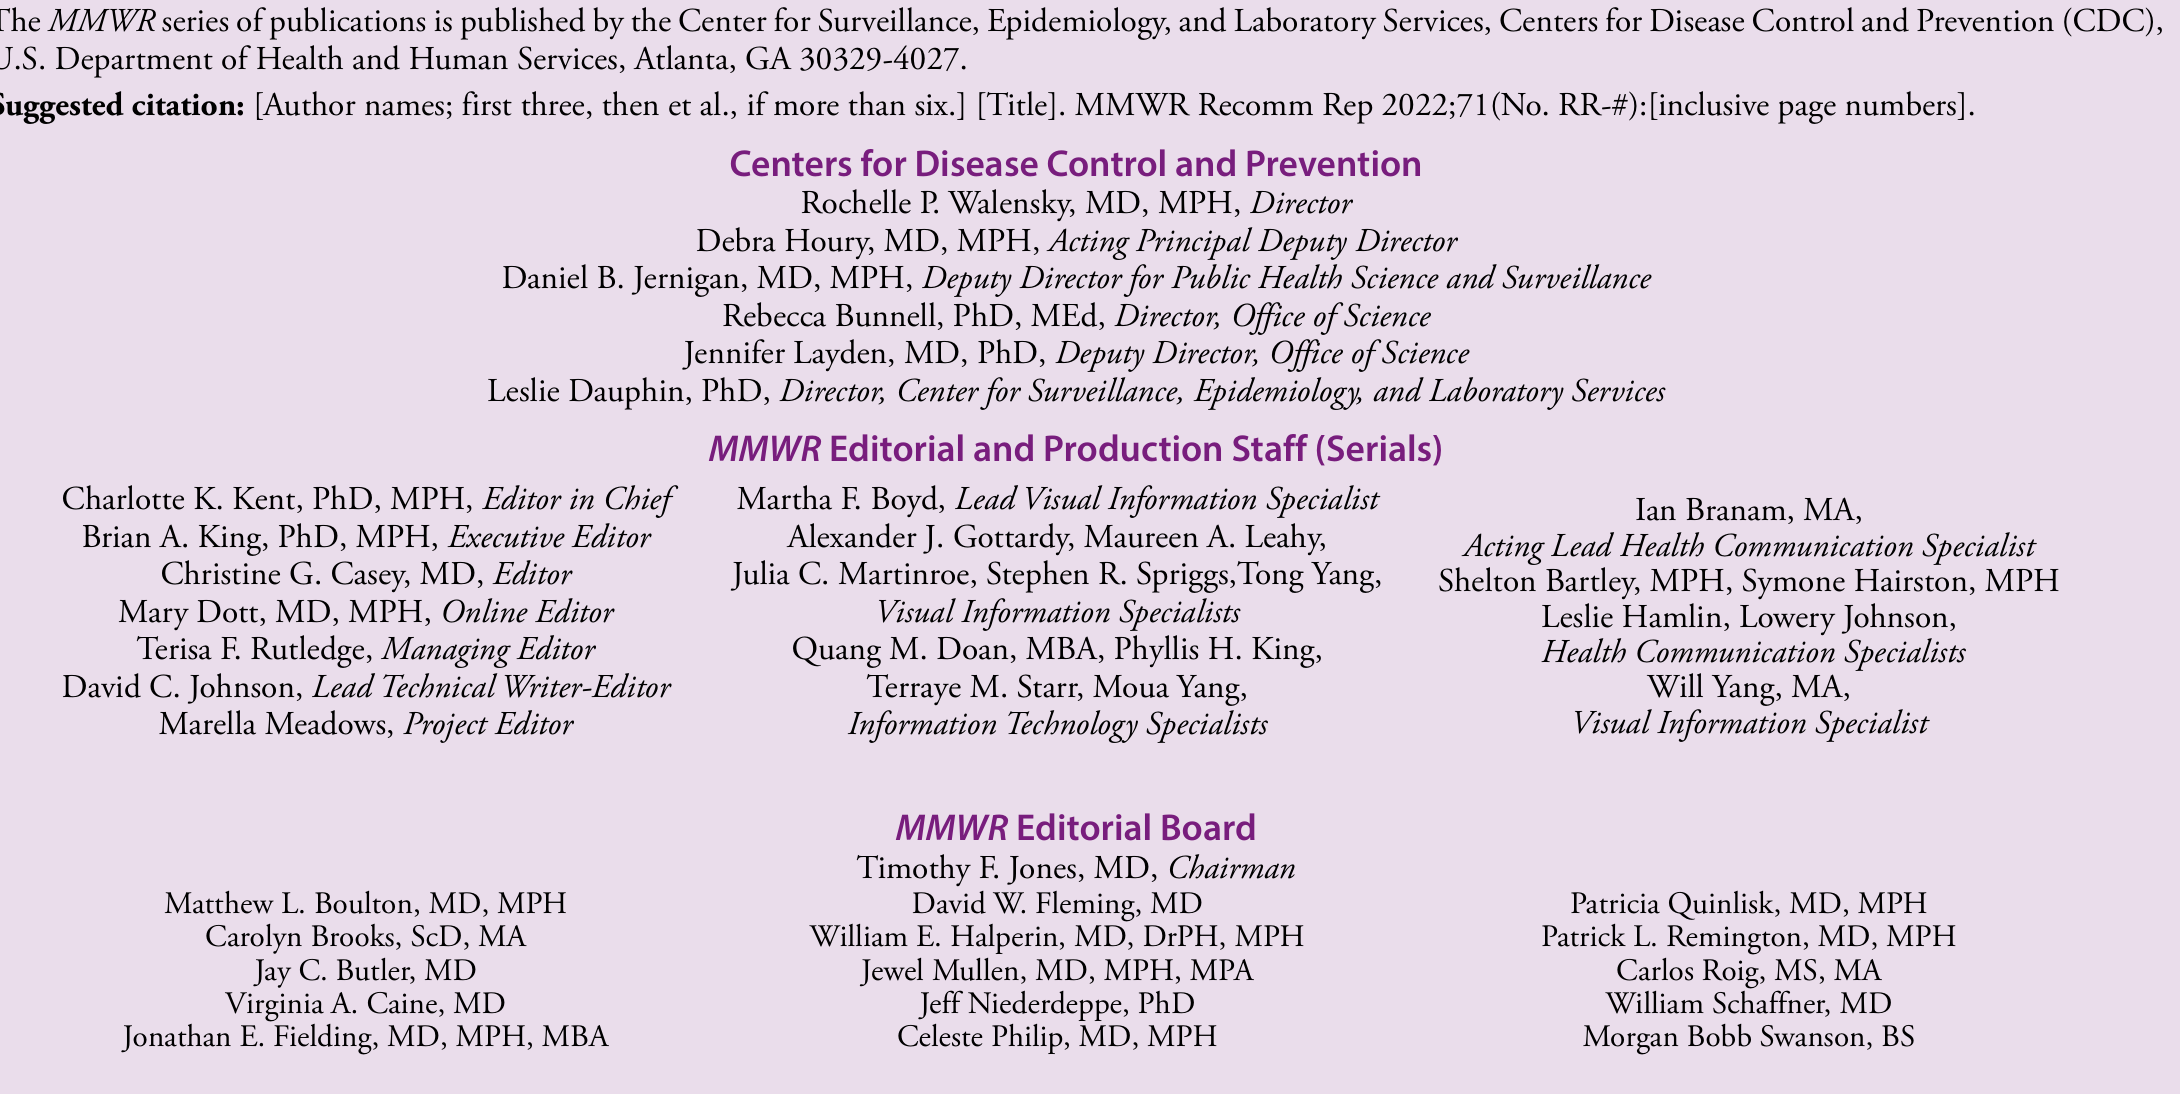 The MMWR series of publications is published by the Center for Surveillance, Epidemiology, and Laboratory Services, Centers for Disease Control and Prevention (CDC),
U.S. Department of Health and Human Services, Atlanta, GA 30329-4027.
Suggested citation: [Author names; first three, then et al., if more than six.] [Title]. MMWR Recomm Rep 2022;71(No. RR-#):[inclusive page numbers].
Centers for Disease Control and Prevention
Rochelle P. Walensky, MD, MPH, Director
Debra Houry, MD, MPH, Acting Principal Deputy Director
Daniel B. Jernigan, MD, MPH, Deputy Director for Public Health Science and Surveillance
Rebecca Bunnell, PhD, MEd, Director, Office of Science
Jennifer Layden, MD, PhD, Deputy Director, Office of Science
Leslie Dauphin, PhD, Director, Center for Surveillance, Epidemiology, and Laboratory Services
MMWR Editorial and Production Staff (Serials)
Charlotte K. Kent, PhD, MPH, Editor in Chief
Brian A. King, PhD, MPH, Executive Editor
Christine G. Casey, MD, Editor
Mary Dott, MD, MPH, Online Editor
Terisa F. Rutledge, Managing Editor
David C. Johnson, Lead Technical Writer-Editor
Marella Meadows, Project Editor
Martha F. Boyd, Lead Visual Information Specialist
Alexander J. Gottardy, Maureen A. Leahy,
Julia C. Martinroe, Stephen R. Spriggs,Tong Yang,
Visual Information Specialists
Quang M. Doan, MBA, Phyllis H. King,
Terraye M. Starr, Moua Yang,
Information Technology Specialists
Ian Branam, MA,
Acting Lead Health Communication Specialist
Shelton Bartley, MPH, Symone Hairston, MPH
Leslie Hamlin, Lowery Johnson,
Health Communication Specialists
Will Yang, MA,
Visual Information Specialist
MMWR Editorial Board
Timothy F. Jones, MD, Chairman
Matthew L. Boulton, MD, MPH
Carolyn Brooks, ScD, MA
Jay C. Butler, MD
Virginia A. Caine, MD
Jonathan E. Fielding, MD, MPH, MBA
David W. Fleming, MD
William E. Halperin, MD, DrPH, MPH
Jewel Mullen, MD, MPH, MPA
Jeff Niederdeppe, PhD
Celeste Philip, MD, MPH
Patricia Quinlisk, MD, MPH
Patrick L. Remington, MD, MPH
Carlos Roig, MS, MA
William Schaffner, MD
Morgan Bobb Swanson, BS